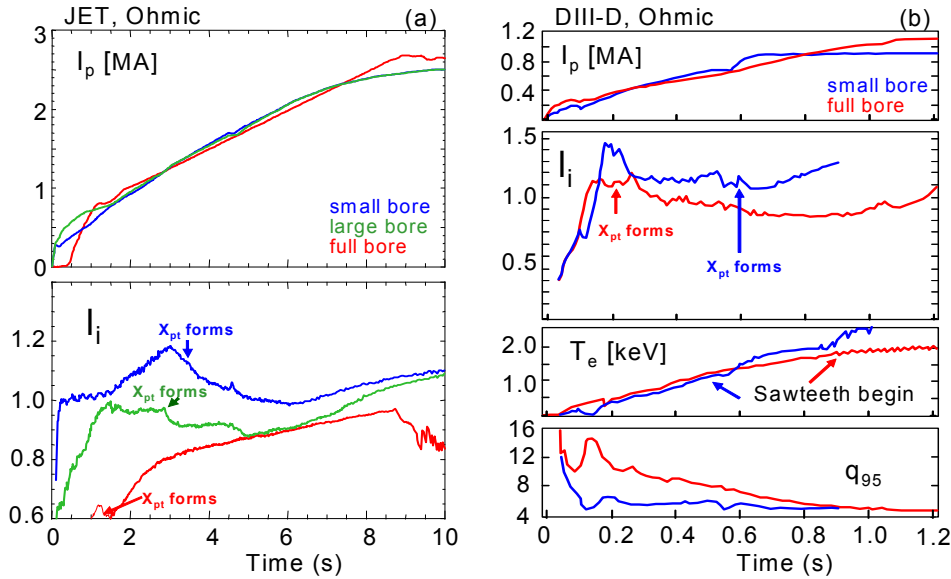 JET, Ohmic (a)
I_p [MA]
3
2
1
0
small bore
large bore
full bore
l_i
1.2
1.0
0.8
0.6
X_pt forms
X_pt forms
X_pt forms
0 2 4 6 8 10
Time (s)
DIII-D, Ohmic (b)
I_p [MA]
1.2
0.8
0.4
small bore
full bore
1.5
l_i
1.0
0.5
X_pt forms
X_pt forms
T_e [keV]
2.0
1.0
Sawteeth begin
16
12
8
4
q_95
0 0.2 0.4 0.6 0.8 1.0 1.2
Time (s)